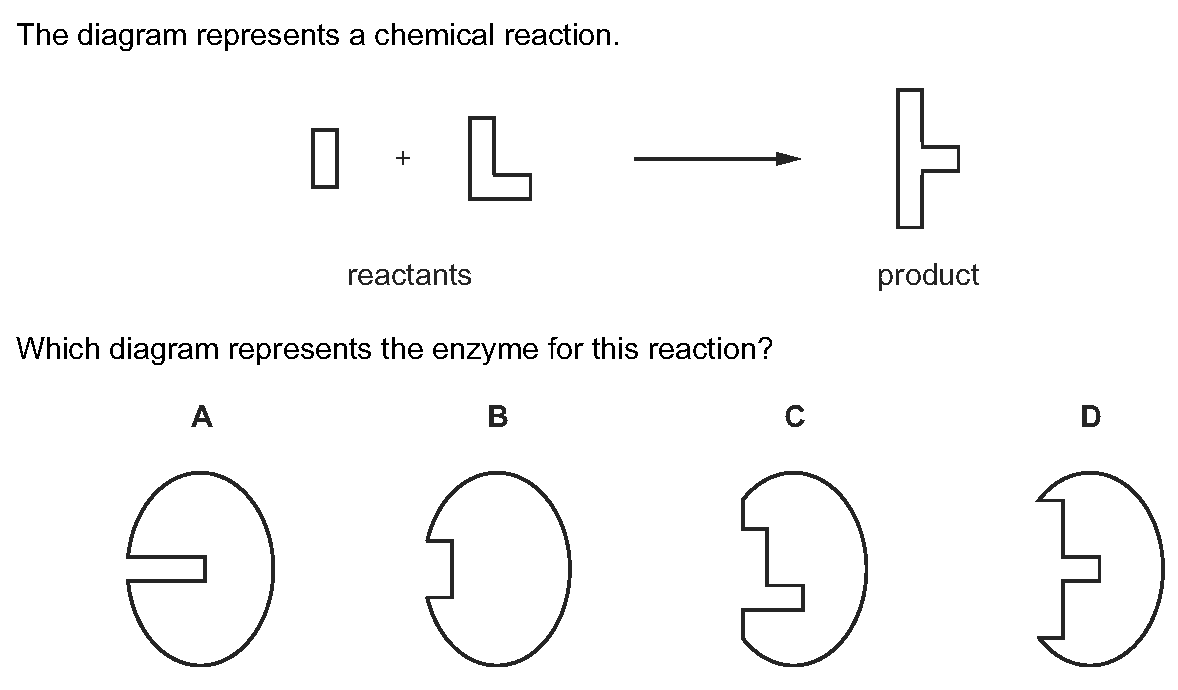 The diagram represents a chemical reaction.
+
reactants
product
Which diagram represents the enzyme for this reaction?
A B C D